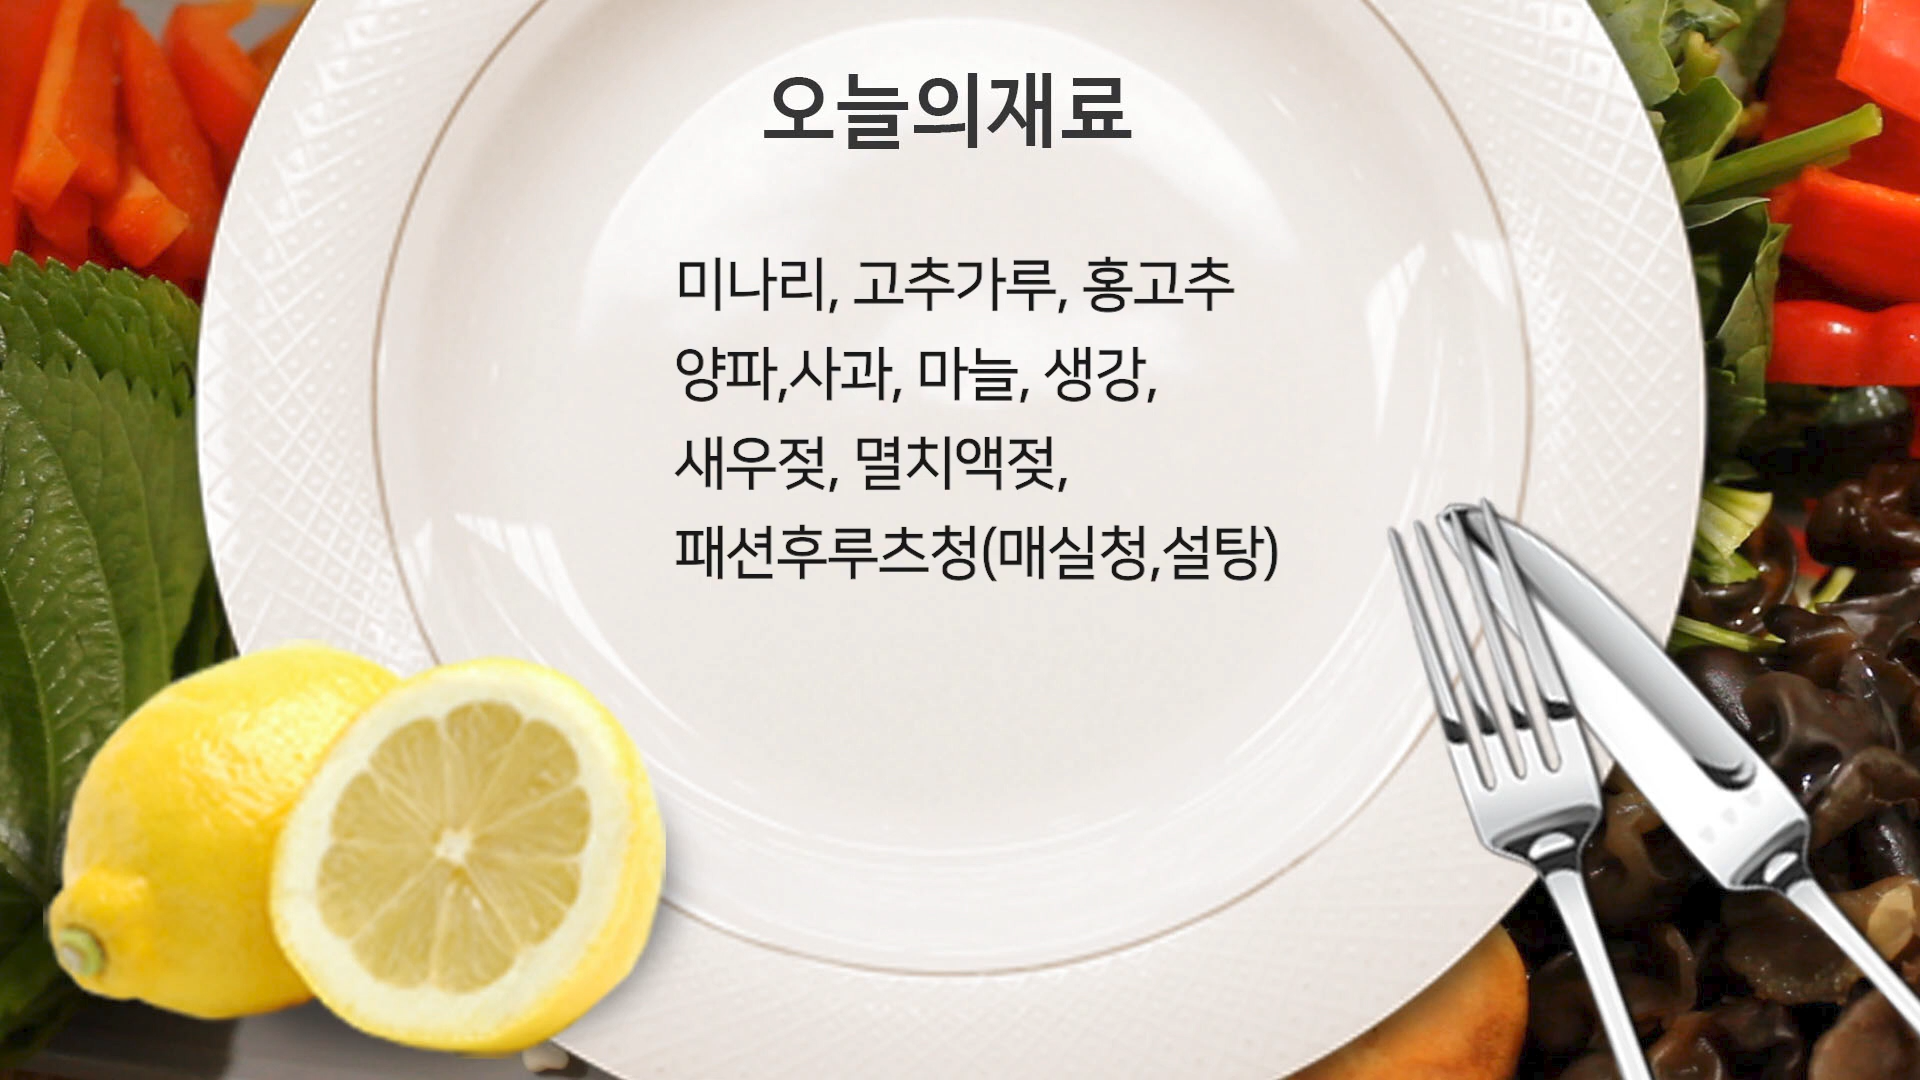 오늘의재료
미나리, 고추가루, 홍고추
양파,사과, 마늘, 생강,
새우젓, 멸치액젓,
패션후루츠청(매실청,설탕)